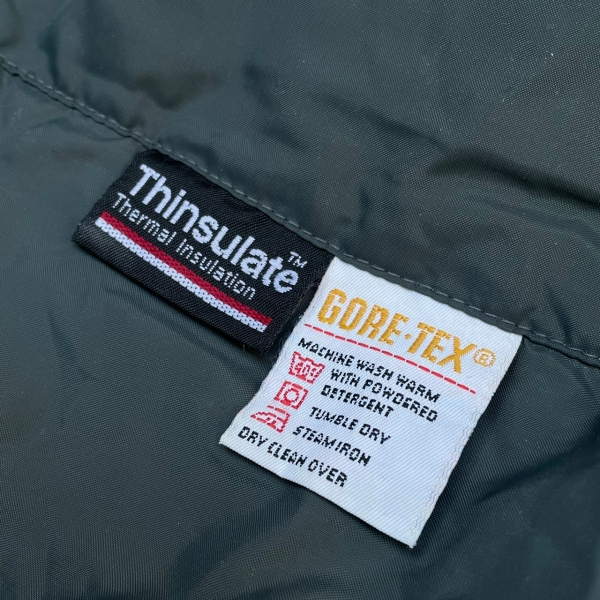 Thinsulate™
Thermal Insulation
GORE-TEX®
MACHINE WASH WARM
WITH POWDERED
DETERGENT
TUMBLE DRY
STEAM IRON
DRY CLEAN OVER